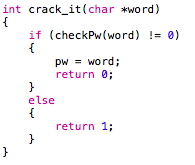 int crack_it(char *word)
{
    if (checkPw(word) != 0)
    {
        pw = word;
        return 0;
    }
    else
    {
        return 1;
    }
}